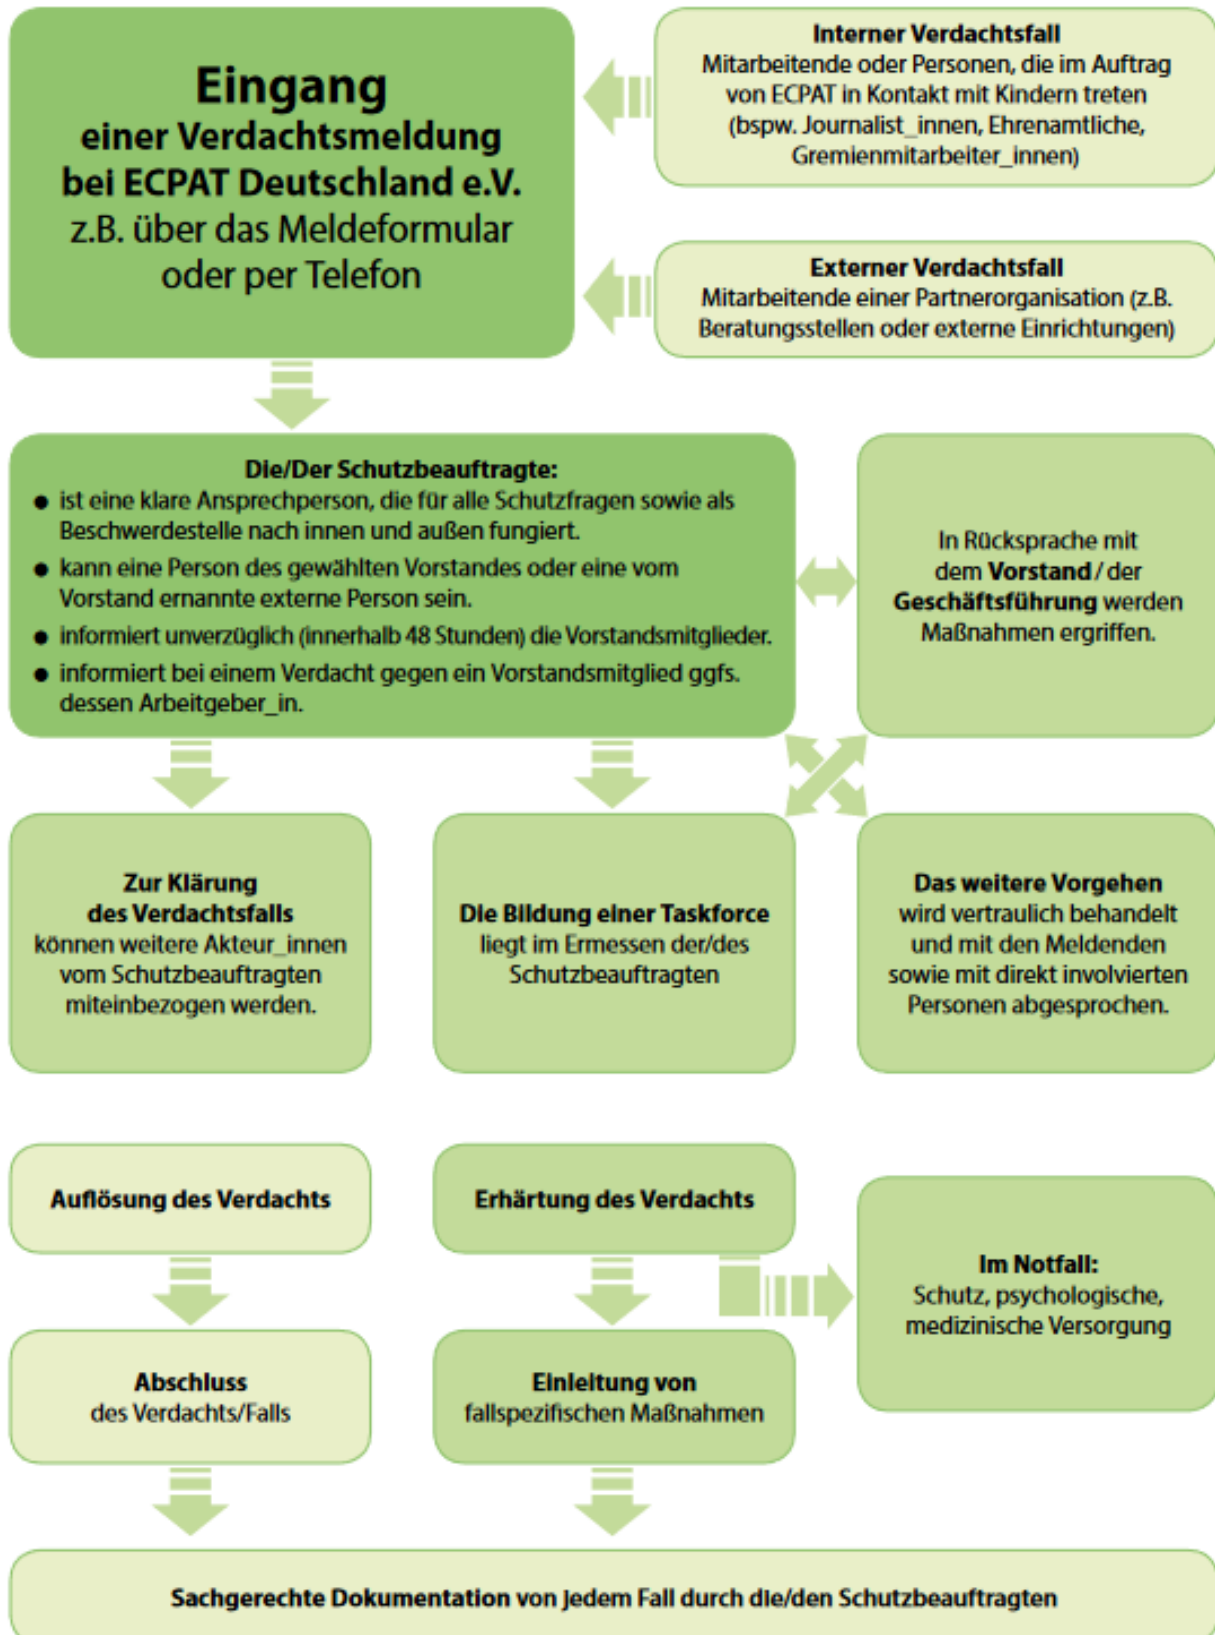 Eingang
einer Verdachtsmeldung
bei ECPAT Deutschland e.V.
z.B. über das Meldeformular
oder per Telefon
Interner Verdachtsfall
Mitarbeitende oder Personen, die im Auftrag
von ECPAT in Kontakt mit Kindern treten
(bspw. Journalist_innen, Ehrenamtliche,
Gremienmitarbeiter_innen)
Externer Verdachtsfall
Mitarbeitende einer Partnerorganisation (z.B.
Beratungsstellen oder externe Einrichtungen)
Die/Der Schutzbeauftragte:
● ist eine klare Ansprechperson, die für alle Schutzfragen sowie als
Beschwerdestelle nach innen und außen fungiert.
● kann eine Person des gewählten Vorstandes oder eine vom
Vorstand ernannte externe Person sein.
● informiert unverzüglich (innerhalb 48 Stunden) die Vorstandsmitglieder.
● informiert bei einem Verdacht gegen ein Vorstandsmitglied ggfs.
dessen Arbeitgeber_in.
In Rücksprache mit
dem Vorstand / der
Geschäftsführung werden
Maßnahmen ergriffen.
Zur Klärung
des Verdachtsfalls
können weitere Akteur_innen
vom Schutzbeauftragten
miteinbezogen werden.
Die Bildung einer Taskforce
liegt im Ermessen der/des
Schutzbeauftragten
Das weitere Vorgehen
wird vertraulich behandelt
und mit den Meldenden
sowie mit direkt involvierten
Personen abgesprochen.
Auflösung des Verdachts
Erhärtung des Verdachts
Im Notfall:
Schutz, psychologische,
medizinische Versorgung
Abschluss
des Verdachts/Falls
Einleitung von
fallspezifischen Maßnahmen
Sachgerechte Dokumentation von jedem Fall durch die/den Schutzbeauftragten